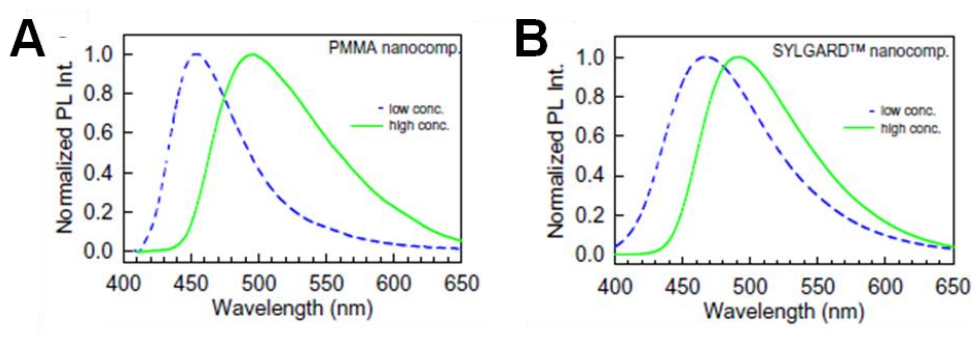 A
PMMA nanocomp.
Normalized PL Int.
1.0
0.8
0.6
0.4
0.2
0.0
low conc.
high conc.
400 450 500 550 600 650
Wavelength (nm)
B
SYLGARD™ nanocomp.
Normalized PL Int.
1.0
0.8
0.6
0.4
0.2
0.0
low conc.
high conc.
400 450 500 550 600 650
Wavelength (nm)